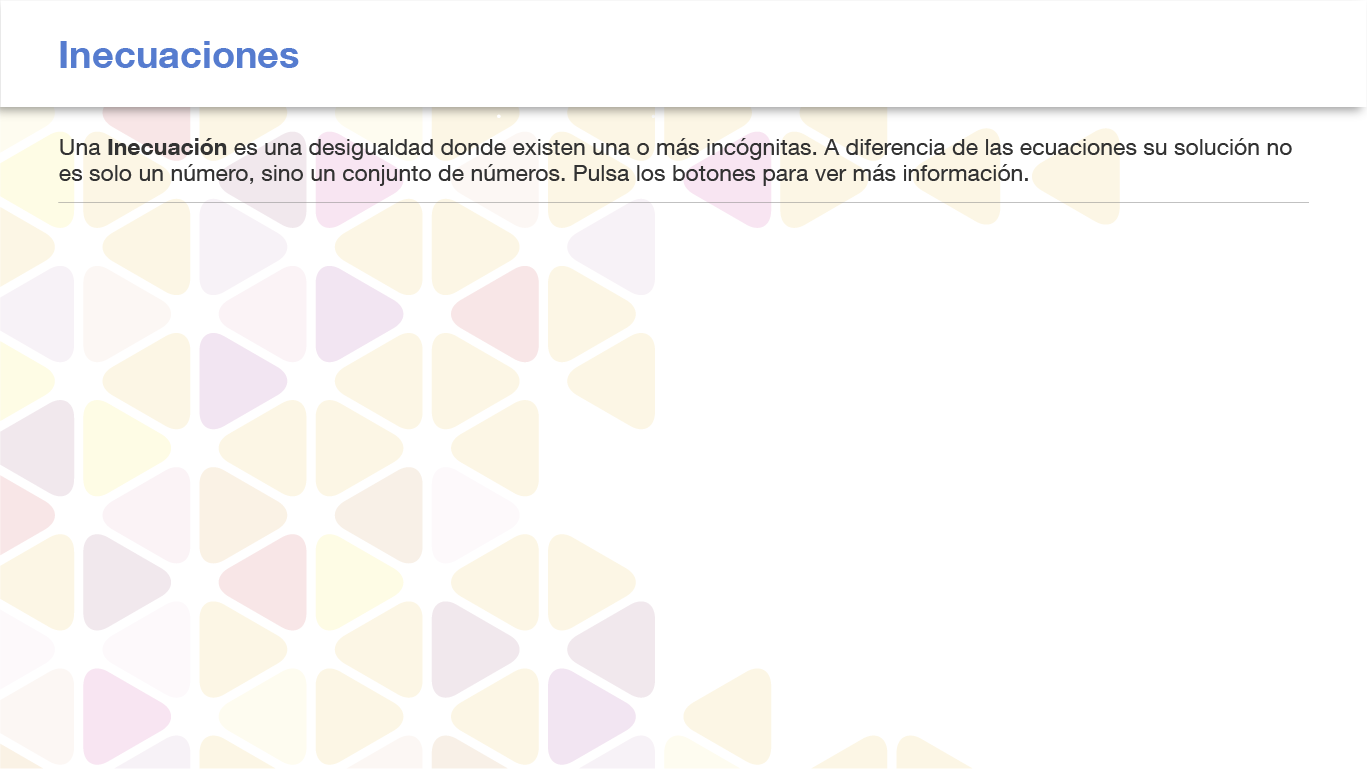 Inecuaciones
Una Inecuación es una desigualdad donde existen una o más incógnitas. A diferencia de las ecuaciones su solución no
es solo un número, sino un conjunto de números. Pulsa los botones para ver más información.